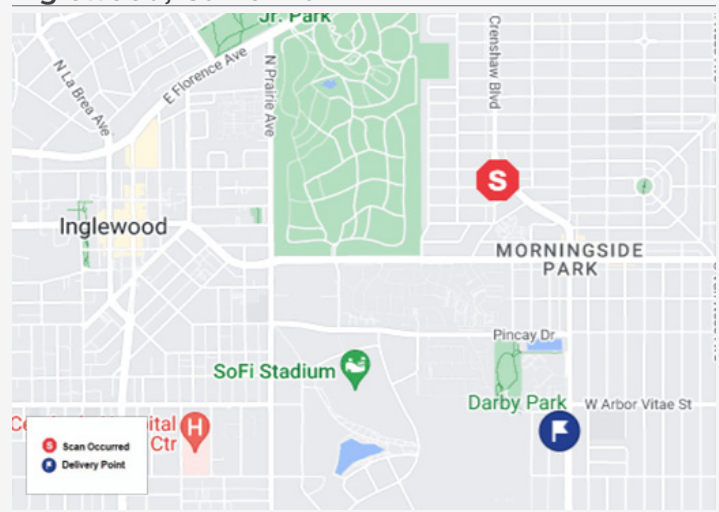 Jr. Park
N La Brea Ave
E Florence Ave
N Prairie Ave
Crenshaw Blvd
S
Inglewood
MORNINGSIDE
PARK
Pincay Dr
SoFi Stadium
Darby Park
W Arbor Vitae St
H
Ctr
S Scan Occurred
Delivery Point